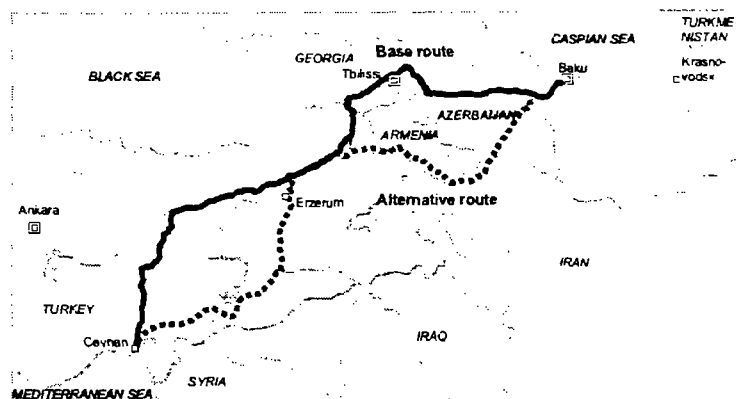 TURKME
NISTAN
CASPIAN SEA
Base route
GEORGIA
Krasno-
vodsk
Baku
BLACK SEA
Tbilissi
AZERBAIJAN
ARMENIA
Erzerum
Alternative route
Ankara
IRAN
TURKEY
IRAQ
Ceyhan
SYRIA
MEDITERRANEAN SEA